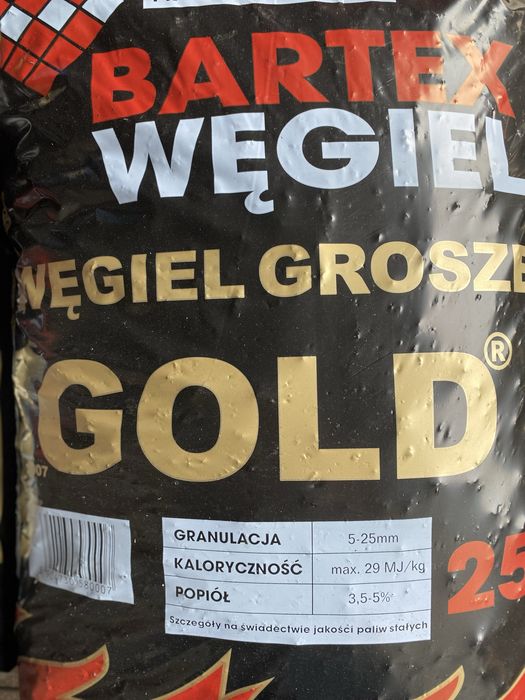 BARTEX
WĘGIEL
WĘGIEL GROSZE
GOLD®
GRANULACJA 5-25mm
KALORYCZNOŚĆ max. 29 MJ/kg
POPIÓŁ 3,5-5%
Szczegóły na świadectwie jakości paliw stałych
25